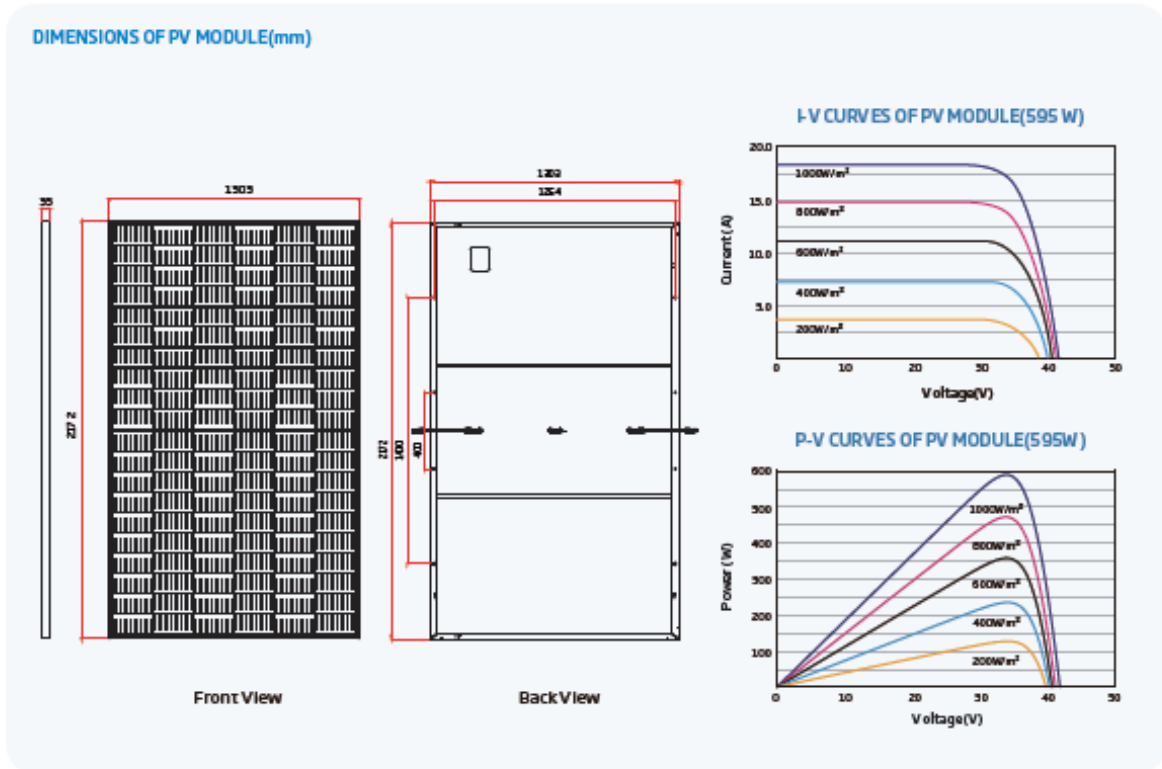 DIMENSIONS OF PV MODULE(mm)
35
1303
2172
Front View
1303
1264
2172
1400
400
Back View
I-V CURVES OF PV MODULE(595 W)
Current (A)
20.0
15.0
10.0
5.0
1000W/m²
800W/m²
600W/m²
400W/m²
200W/m²
0 10 20 30 40 50
Voltage(V)
P-V CURVES OF PV MODULE(595W)
Power (W)
600
500
400
300
200
100
1000W/m²
800W/m²
600W/m²
400W/m²
200W/m²
0 10 20 30 40 50
Voltage(V)